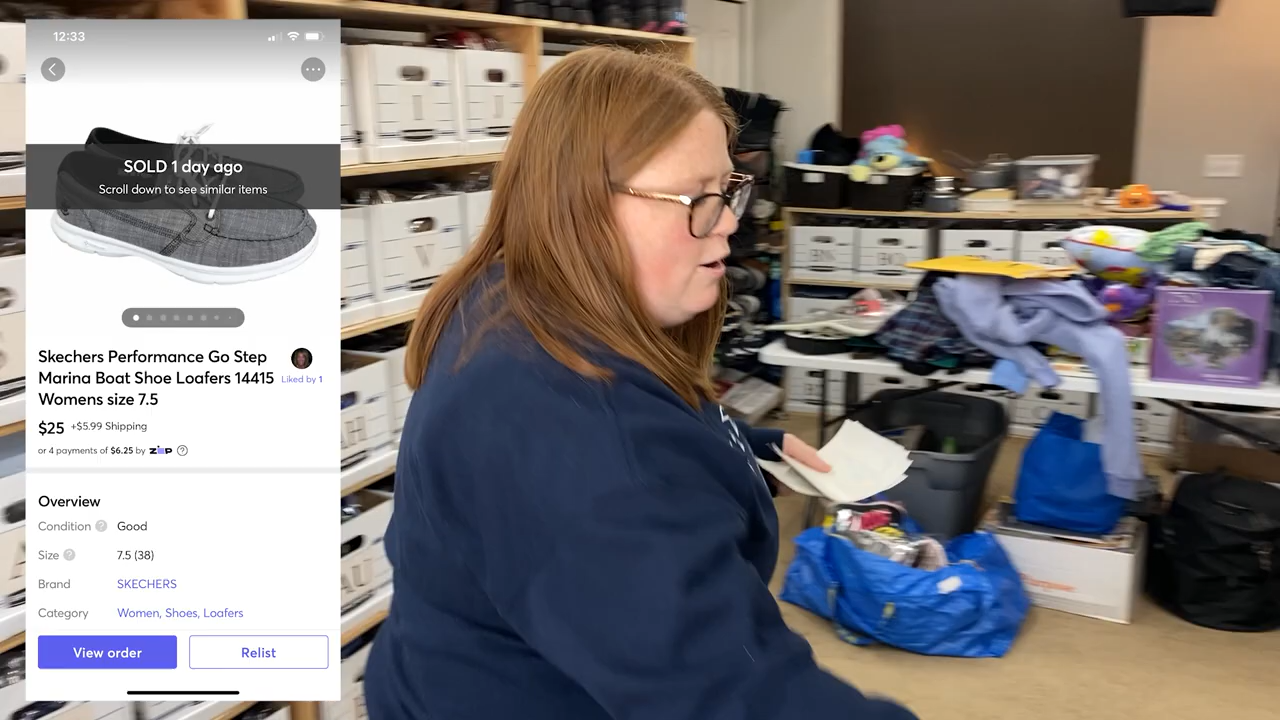 12:33
SOLD 1 day ago
Scroll down to see similar items
Skechers Performance Go Step
Marina Boat Shoe Loafers 14415
Womens size 7.5
Liked by 1
$25 +$5.99 Shipping
or 4 payments of $6.25 by zip ?
Overview
Condition ? Good
Size ? 7.5 (38)
Brand SKECHERS
Category Women, Shoes, Loafers
View order
Relist
V
AU